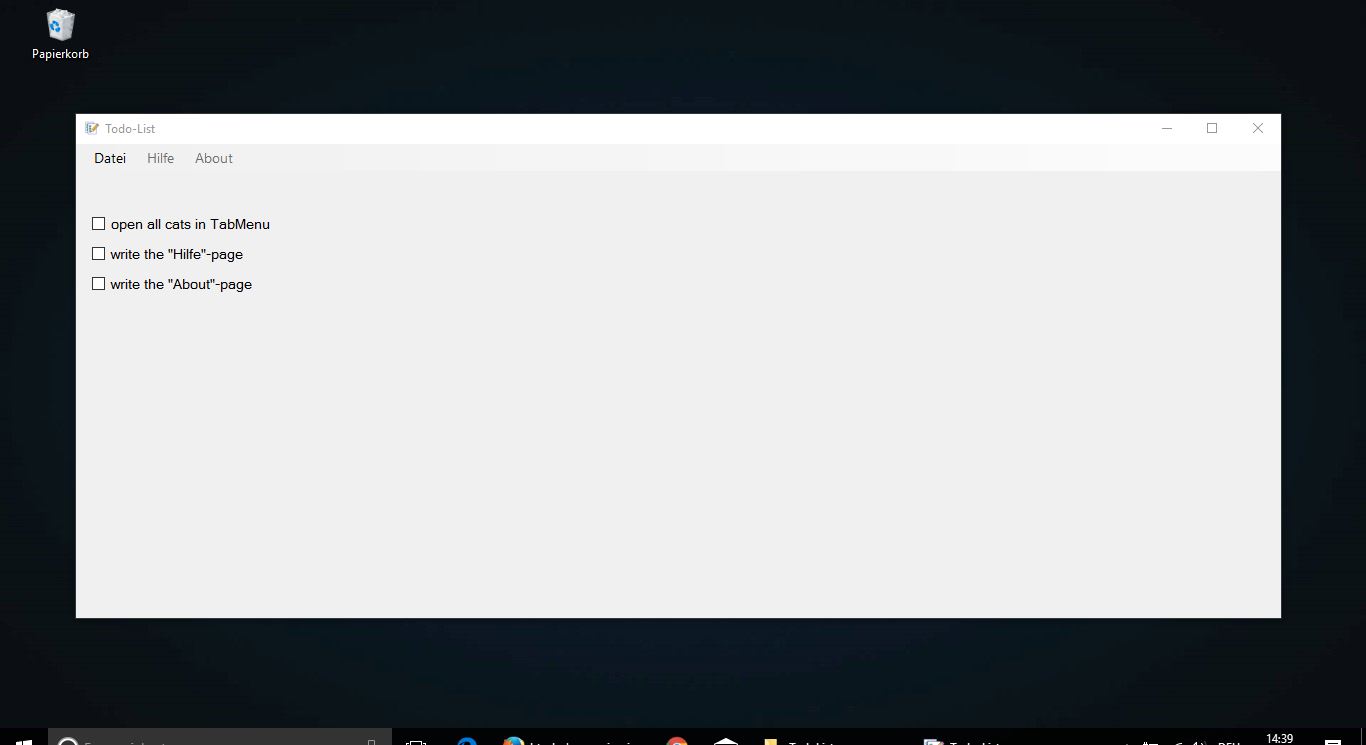 Papierkorb
Todo-List
Datei Hilfe About
open all cats in TabMenu
write the "Hilfe"-page
write the "About"-page
14:39